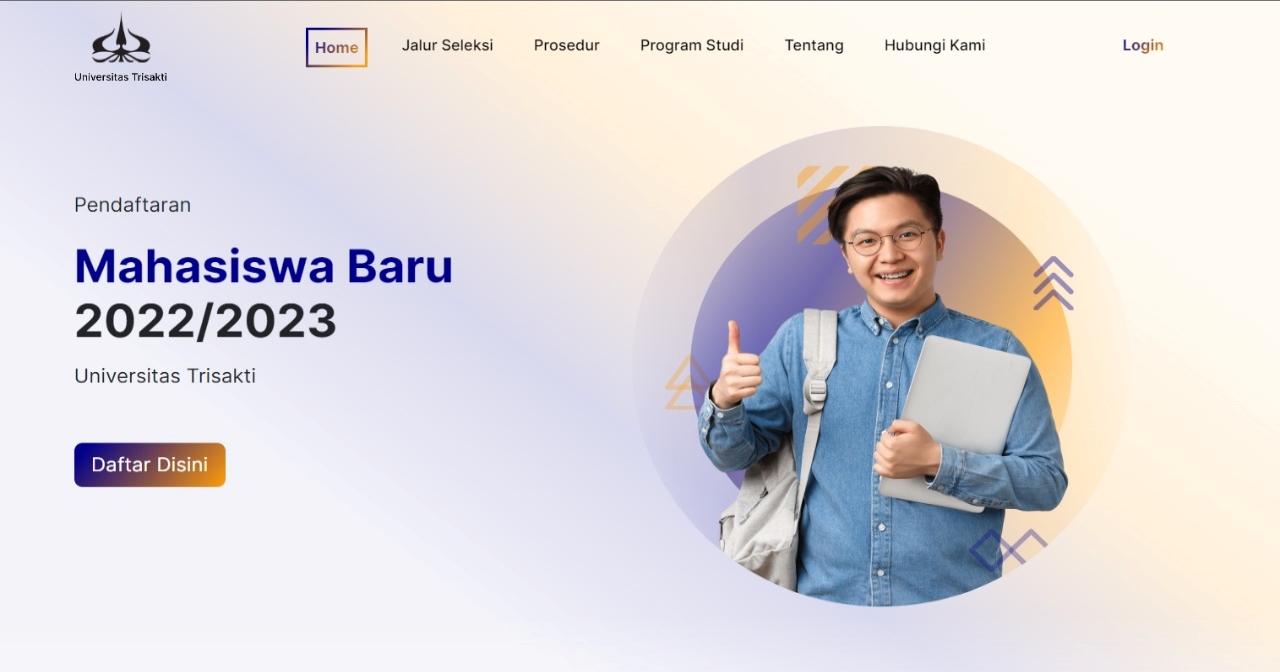 Universitas Trisakti
Home
Jalur Seleksi
Prosedur
Program Studi
Tentang
Hubungi Kami
Login
Pendaftaran
Mahasiswa Baru
2022/2023
Universitas Trisakti
Daftar Disini